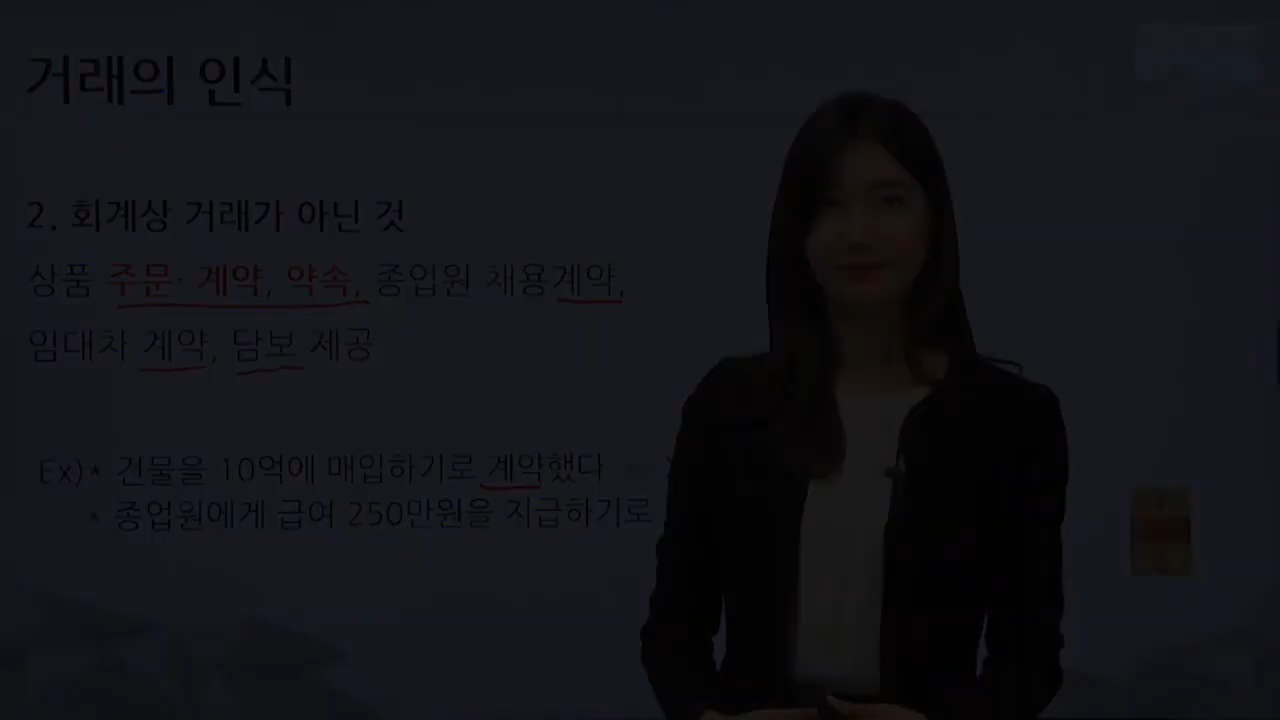 거래의 인식
2. 회계상 거래가 아닌 것
상품 주문· 계약, 약속, 종업원 채용계약,
임대차 계약, 담보 제공
Ex)* 건물을 10억에 매입하기로 계약했다
* 종업원에게 급여 250만원을 지급하기로